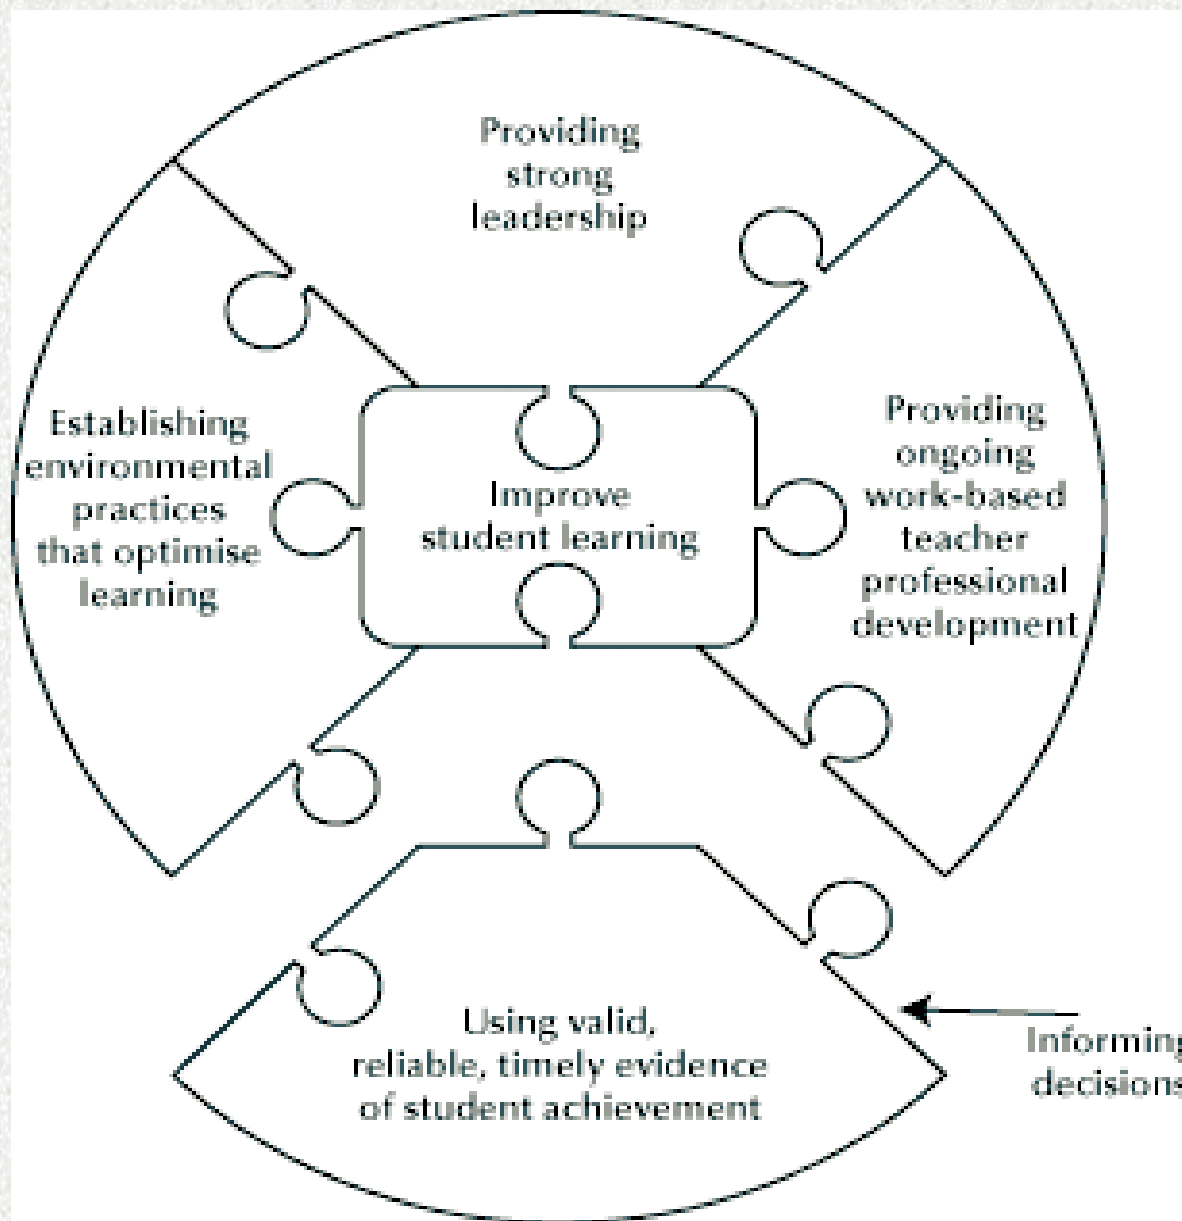 Providing
strong
leadership
Establishing
environmental
practices
that optimise
learning
Improve
student learning
Providing
ongoing
work-based
teacher
professional
development
Using valid,
reliable, timely evidence
of student achievement
Informing
decisions